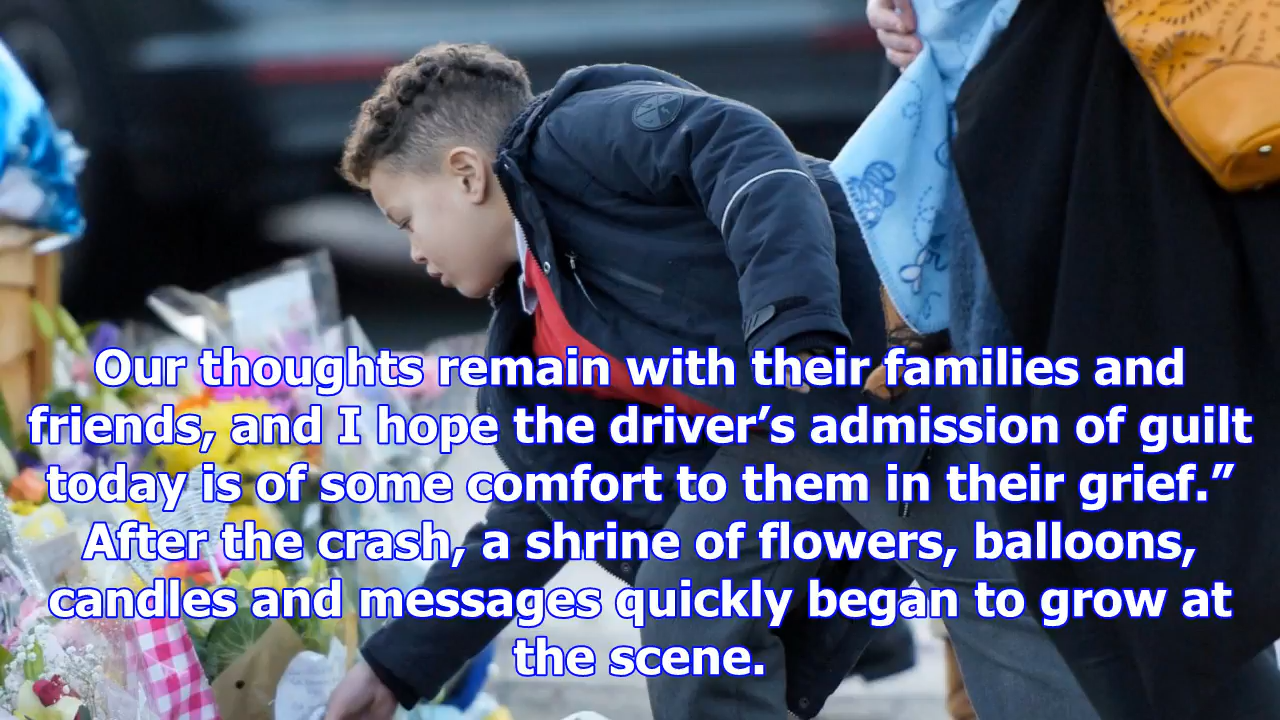 Our thoughts remain with their families and
friends, and I hope the driver’s admission of guilt
today is of some comfort to them in their grief.”
After the crash, a shrine of flowers, balloons,
candles and messages quickly began to grow at
the scene.